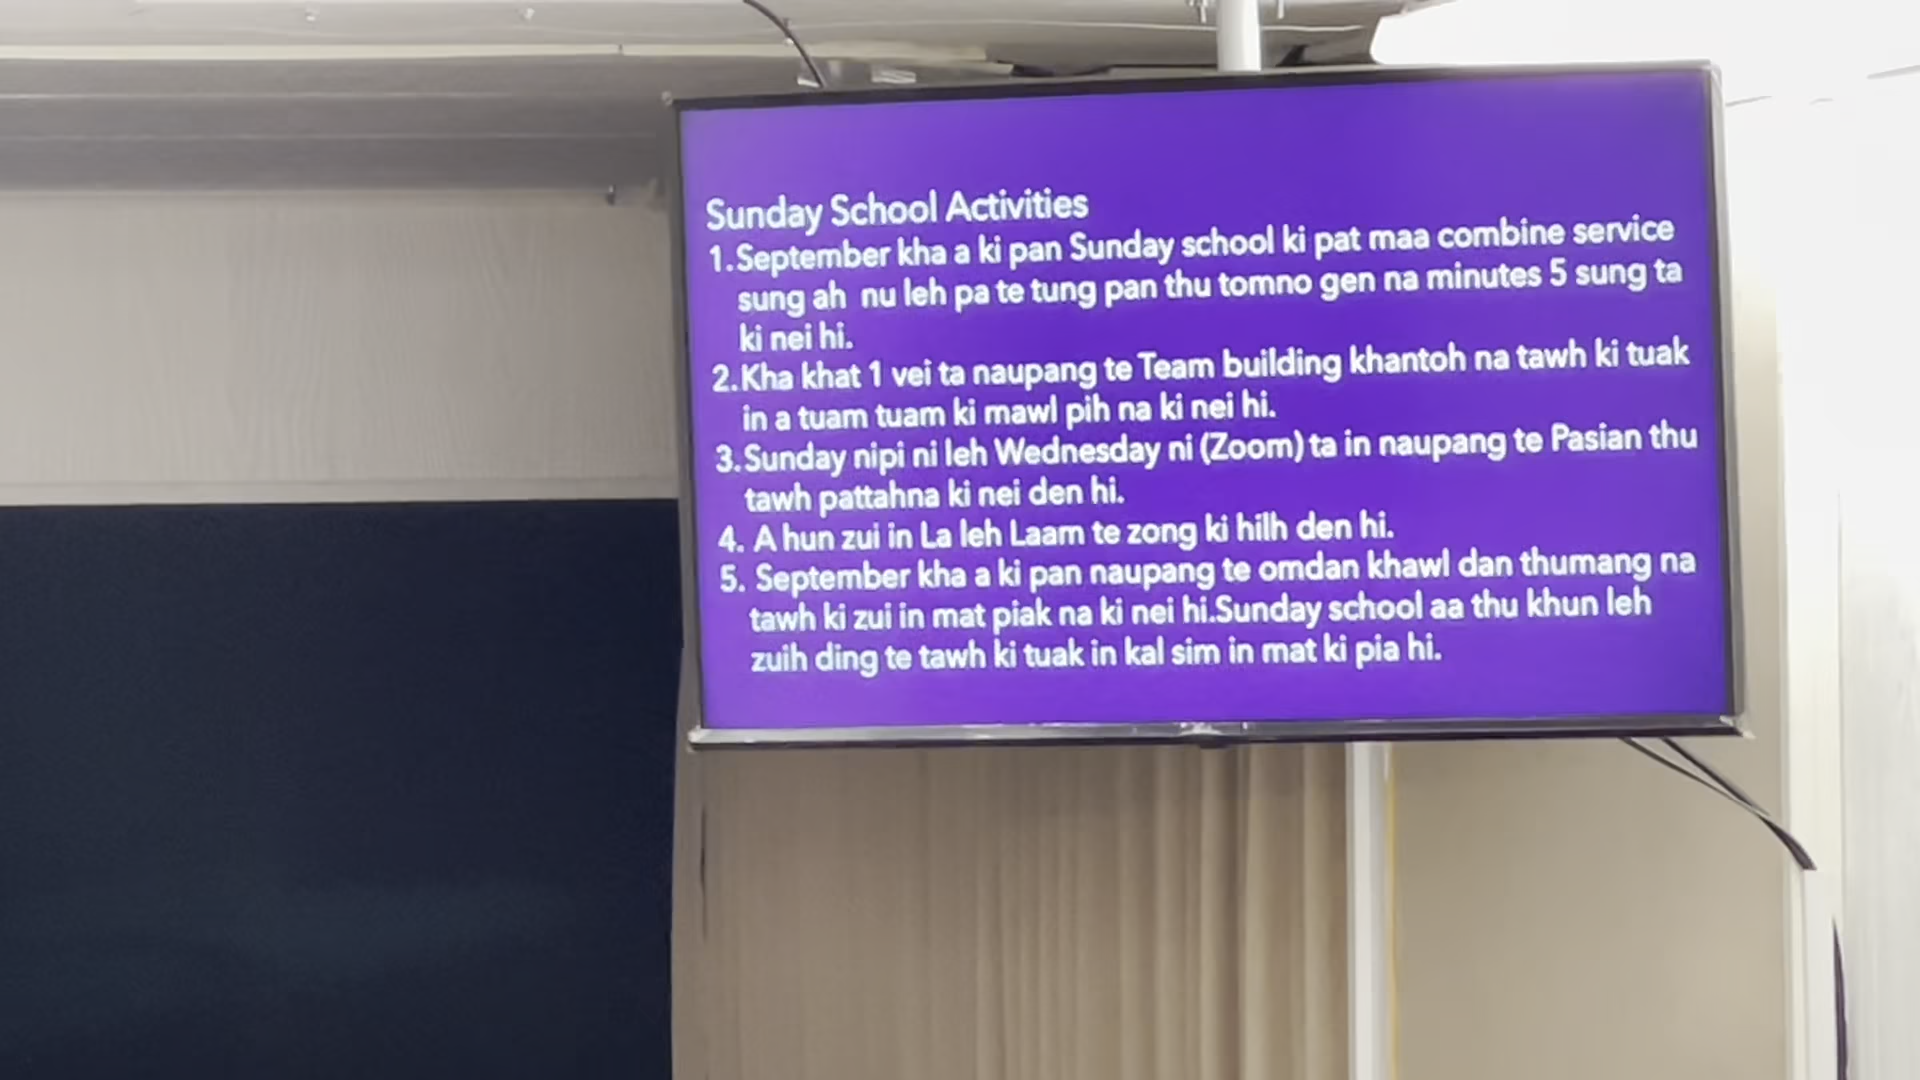 Sunday School Activities
1.September kha a ki pan Sunday school ki pat maa combine service
sung ah nu leh pa te tung pan thu tomno gen na minutes 5 sung ta
ki nei hi.
2.Kha khat 1 vei ta naupang te Team building khantoh na tawh ki tuak
in a tuam tuam ki mawl pih na ki nei hi.
3.Sunday nipi ni leh Wednesday ni (Zoom) ta in naupang te Pasian thu
tawh pattahna ki nei den hi.
4. A hun zui in La leh Laam te zong ki hilh den hi.
5. September kha a ki pan naupang te omdan khawl dan thumang na
tawh ki zui in mat piak na ki nei hi.Sunday school aa thu khun leh
zuih ding te tawh ki tuak in kal sim in mat ki pia hi.